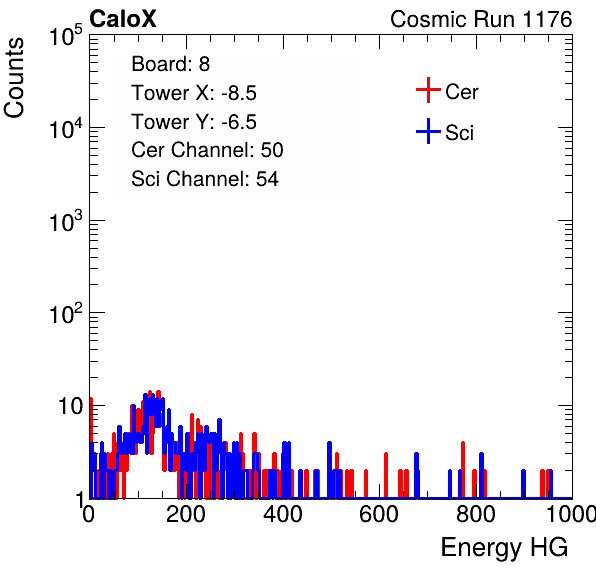 CaloX Cosmic Run 1176
Counts
Board: 8
Tower X: -8.5
Tower Y: -6.5
Cer Channel: 50
Sci Channel: 54
Cer
Sci
10^5
10^4
10^3
10^2
10
1
0 200 400 600 800 1000
Energy HG